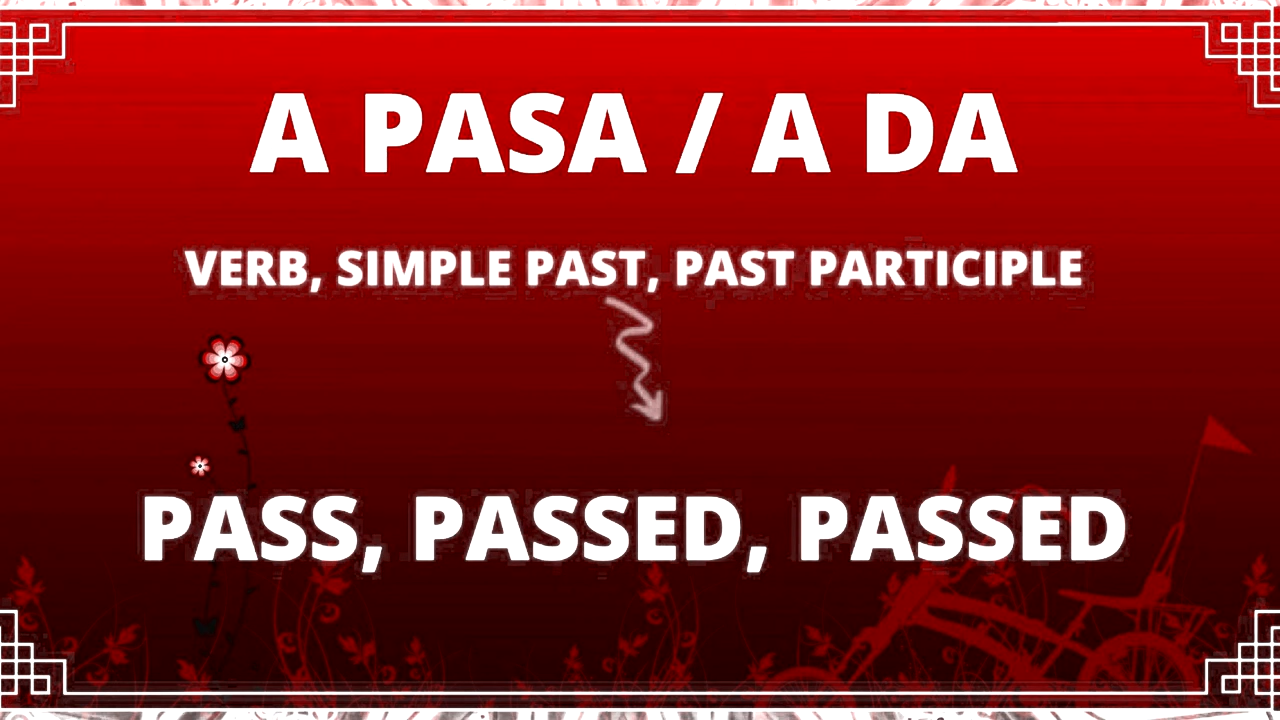 A PASA / A DA
VERB, SIMPLE PAST, PAST PARTICIPLE
PASS, PASSED, PASSED